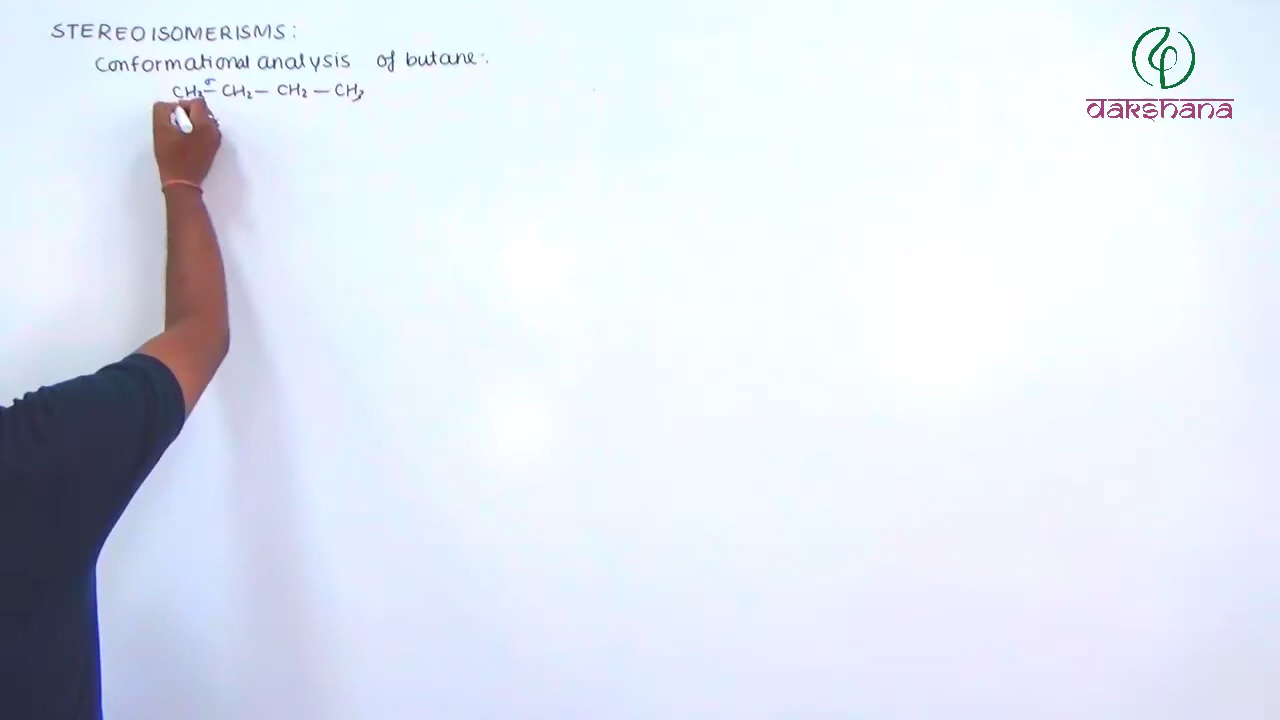 STEREOISOMERISMS:
Conformational analysis of butane:
CH₃ σ— CH₂ — CH₂ — CH₃
dakshana